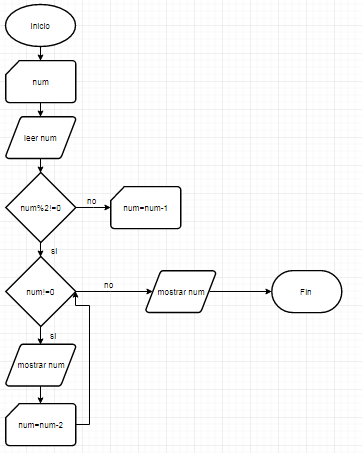 Inicio
num
leer num
num%2!=0
no
num=num-1
si
num!=0
no
mostrar num
Fin
si
mostrar num
num=num-2